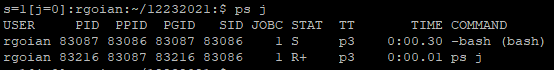 s=1[j=0]:rgoian:~/12232021:$ ps j
USER PID PPID PGID SID JOBC STAT TT TIME COMMAND
rgoian 83087 83086 83087 83086 1 S p3 0:00.30 -bash (bash)
rgoian 83216 83087 83216 83086 1 R+ p3 0:00.01 ps j